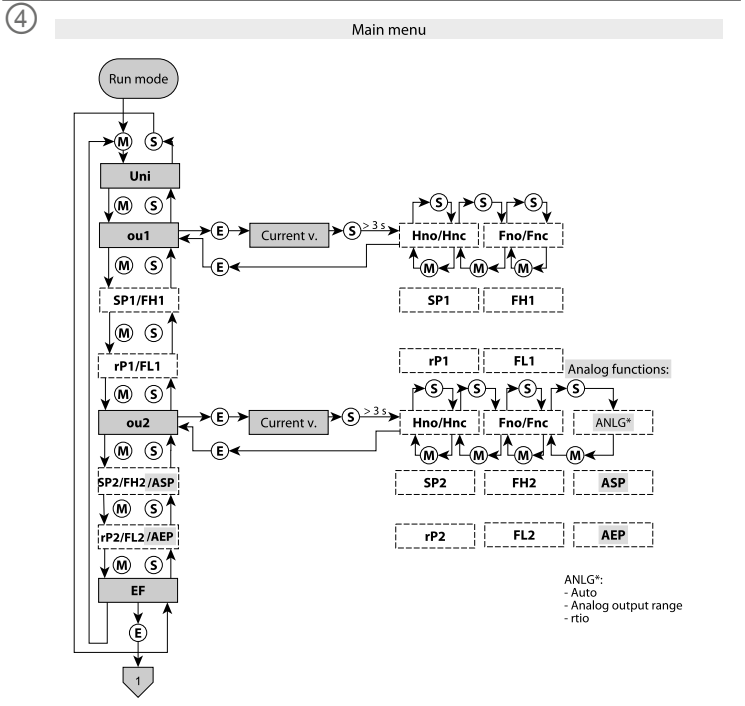 4
Main menu
Run mode
M S
Uni
M S
ou1 E Current v. S > 3 s Hno/Hnc Fno/Fnc
S S S
E
M M M
M S
SP1/FH1 SP1 FH1
M S
rP1/FL1 rP1 FL1
Analog functions:
M S
S S S S
ou2 E Current v. S > 3 s Hno/Hnc Fno/Fnc ANLG*
E
M M M M
M S
SP2/FH2/ASP SP2 FH2 ASP
M S
rP2/FL2/AEP rP2 FL2 AEP
M S
EF
ANLG*:
- Auto
- Analog output range
- rtio
E
1